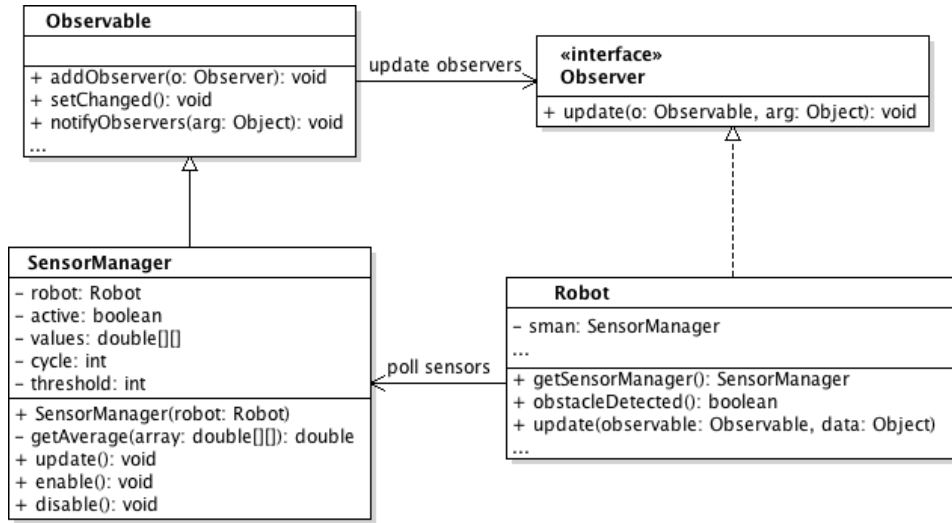 Observable
+ addObserver(o: Observer): void
+ setChanged(): void
+ notifyObservers(arg: Object): void
...
update observers
«interface»
Observer
+ update(o: Observable, arg: Object): void
SensorManager
– robot: Robot
– active: boolean
– values: double[][]
– cycle: int
– threshold: int
+ SensorManager(robot: Robot)
– getAverage(array: double[][]): double
+ update(): void
+ enable(): void
+ disable(): void
poll sensors
Robot
– sman: SensorManager
...
+ getSensorManager(): SensorManager
+ obstacleDetected(): boolean
+ update(observable: Observable, data: Object)
...